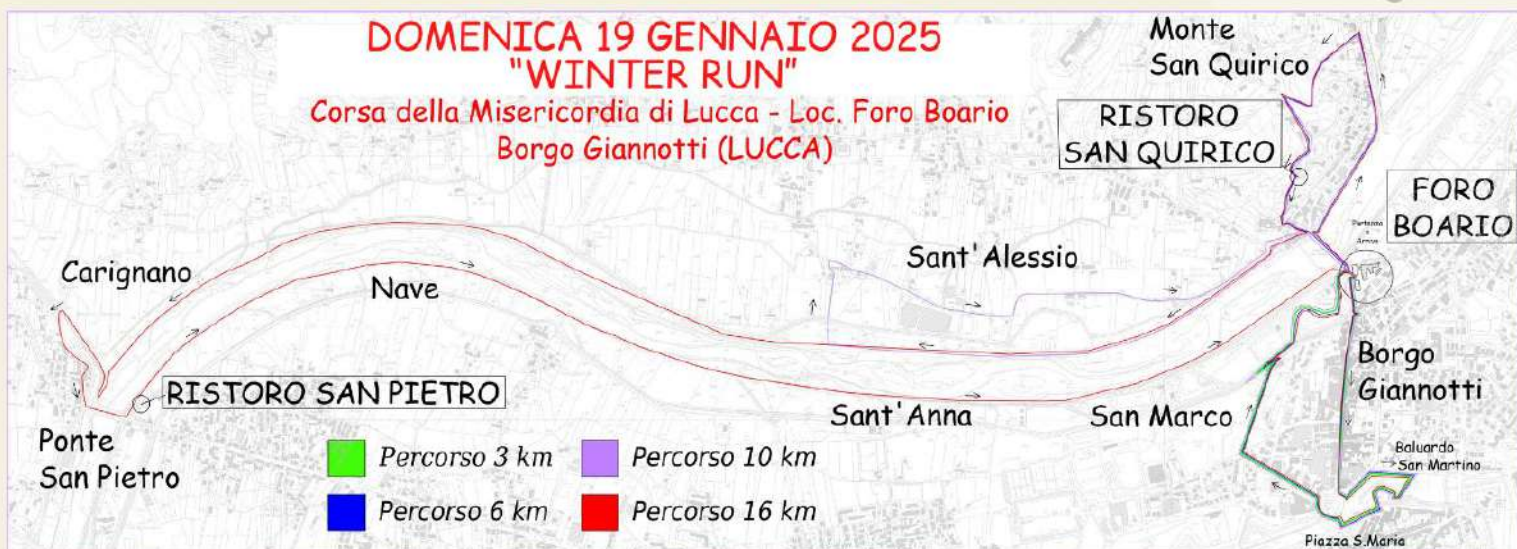 DOMENICA 19 GENNAIO 2025
"WINTER RUN"
Corsa della Misericordia di Lucca - Loc. Foro Boario
Borgo Giannotti (LUCCA)
Monte
San Quirico
RISTORO
SAN QUIRICO
FORO
BOARIO
Partenza
e
Arrivo
Carignano
Nave
Sant'Alessio
RISTORO SAN PIETRO
Ponte
San Pietro
Sant'Anna
San Marco
Borgo
Giannotti
Baluardo
San Martino
Piazza S.Maria
Percorso 3 km
Percorso 10 km
Percorso 6 km
Percorso 16 km